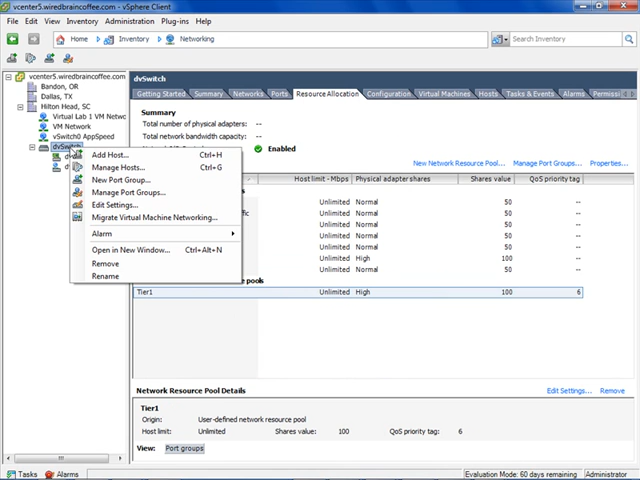 vcenter5.wiredbraincoffee.com - vSphere Client
File Edit View Inventory Administration Plug-ins Help
Home Inventory Networking Search Inventory
vcenter5.wiredbraincoffee.com
Bandon, OR
Dallas, TX
Hilton Head, SC
Virtual Lab 1 VM Netwo
VM Network
vSwitch0 AppSpeed
dvSwitch
Add Host... Ctrl+H
Manage Hosts... Ctrl+G
New Port Group...
Manage Port Groups...
Edit Settings...
Migrate Virtual Machine Networking...
Alarm
Open in New Window... Ctrl+Alt+N
Remove
Rename
dvSwitch
Getting Started Summary Networks Ports Resource Allocation Configuration Virtual Machines Hosts Tasks & Events Alarms Permissi
Summary
Total number of physical adapters: --
Total network bandwidth capacity: --
Enabled
New Network Resource Pool... Manage Port Groups... Properties...
Host limit - Mbps Physical adapter shares Shares value QoS priority tag
Unlimited Normal 50 --
Unlimited Normal 50 --
Unlimited Normal 50 --
Unlimited Normal 50 --
Unlimited Normal 50 --
Unlimited High 100 --
Unlimited Normal 50 --
Tier1 Unlimited High 100 6
Network Resource Pool Details Edit Settings... Remove
Tier1
Origin: User-defined network resource pool
Host limit: Unlimited Shares value: 100 QoS priority tag: 6
View: Port groups
Tasks Alarms Evaluation Mode: 60 days remaining Administrator